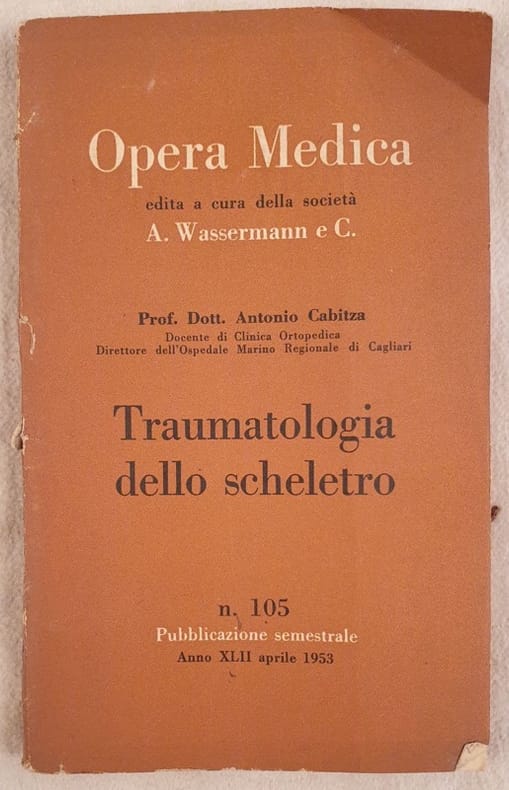 Opera Medica
edita a cura della società
A. Wassermann e C.
Prof. Dott. Antonio Cabitza
Docente di Clinica Ortopedica
Direttore dell'Ospedale Marino Regionale di Cagliari
Traumatologia
dello scheletro
n. 105
Pubblicazione semestrale
Anno XLII aprile 1953